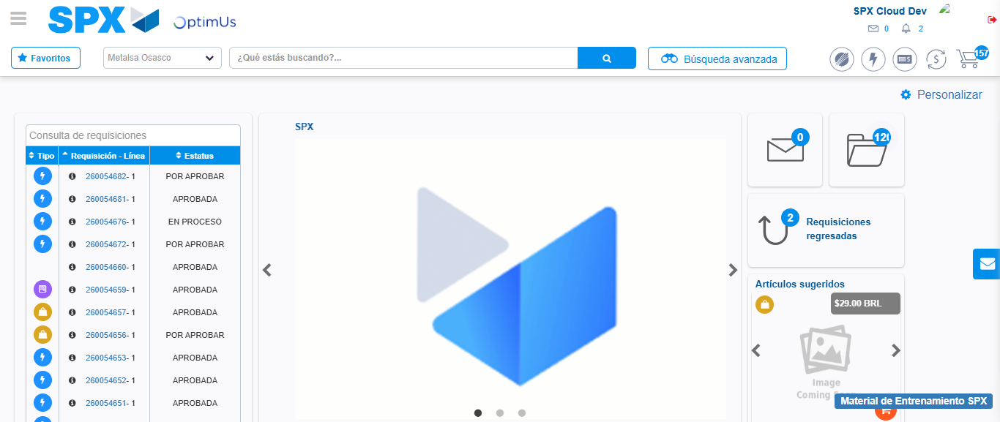 SPX OptimUs
SPX Cloud Dev
0 2
Favoritos
Metalsa Osasco
¿Qué estás buscando?...
Búsqueda avanzada
157
Personalizar
Consulta de requisiciones
Tipo Requisición - Línea Estatus
260054682- 1 POR APROBAR
260054681- 1 APROBADA
260054676- 1 EN PROCESO
260054672- 1 POR APROBAR
260054660- 1 APROBADA
260054659- 1 APROBADA
260054657- 1 APROBADA
260054656- 1 POR APROBAR
260054653- 1 APROBADA
260054652- 1 APROBADA
260054651- 1 APROBADA
SPX
0
120
2
Requisiciones
regresadas
Artículos sugeridos
$29.00 BRL
Image
Coming
Material de Entrenamiento SPX